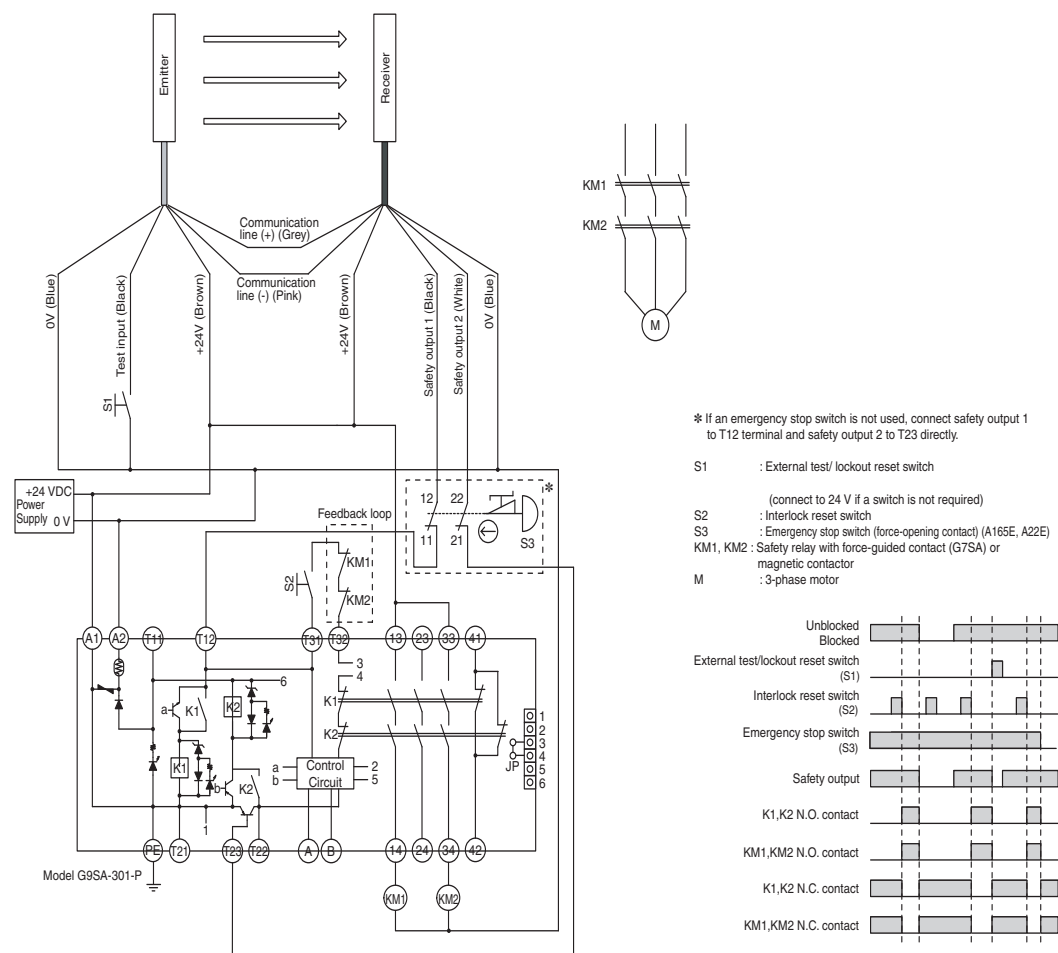 Emitter
Receiver
Communication
line (+) (Grey)
Communication
line (-) (Pink)
0V (Blue)
Test input (Black)
+24V (Brown)
+24V (Brown)
Safety output 1 (Black)
Safety output 2 (White)
0V (Blue)
KM1
KM2
M
S1
+24 VDC
Power
Supply 0 V
Feedback loop
12
22
11
21
S3
*
S2
KM1
KM2
A1
A2
T11
T12
T31
T32
13
23
33
41
3
4
6
a
K1
K2
K1
K2
1
2
3
4
5
6
JP
K1
b
K2
a
b
Control
Circuit
2
5
1
PE
T21
T23
T22
A
B
14
24
34
42
Model G9SA-301-P
KM1
KM2
* If an emergency stop switch is not used, connect safety output 1
to T12 terminal and safety output 2 to T23 directly.
S1 : External test/ lockout reset switch
(connect to 24 V if a switch is not required)
S2 : Interlock reset switch
S3 : Emergency stop switch (force-opening contact) (A165E, A22E)
KM1, KM2 : Safety relay with force-guided contact (G7SA) or
magnetic contactor
M : 3-phase motor
Unblocked
Blocked
External test/lockout reset switch
(S1)
Interlock reset switch
(S2)
Emergency stop switch
(S3)
Safety output
K1,K2 N.O. contact
KM1,KM2 N.O. contact
K1,K2 N.C. contact
KM1,KM2 N.C. contact